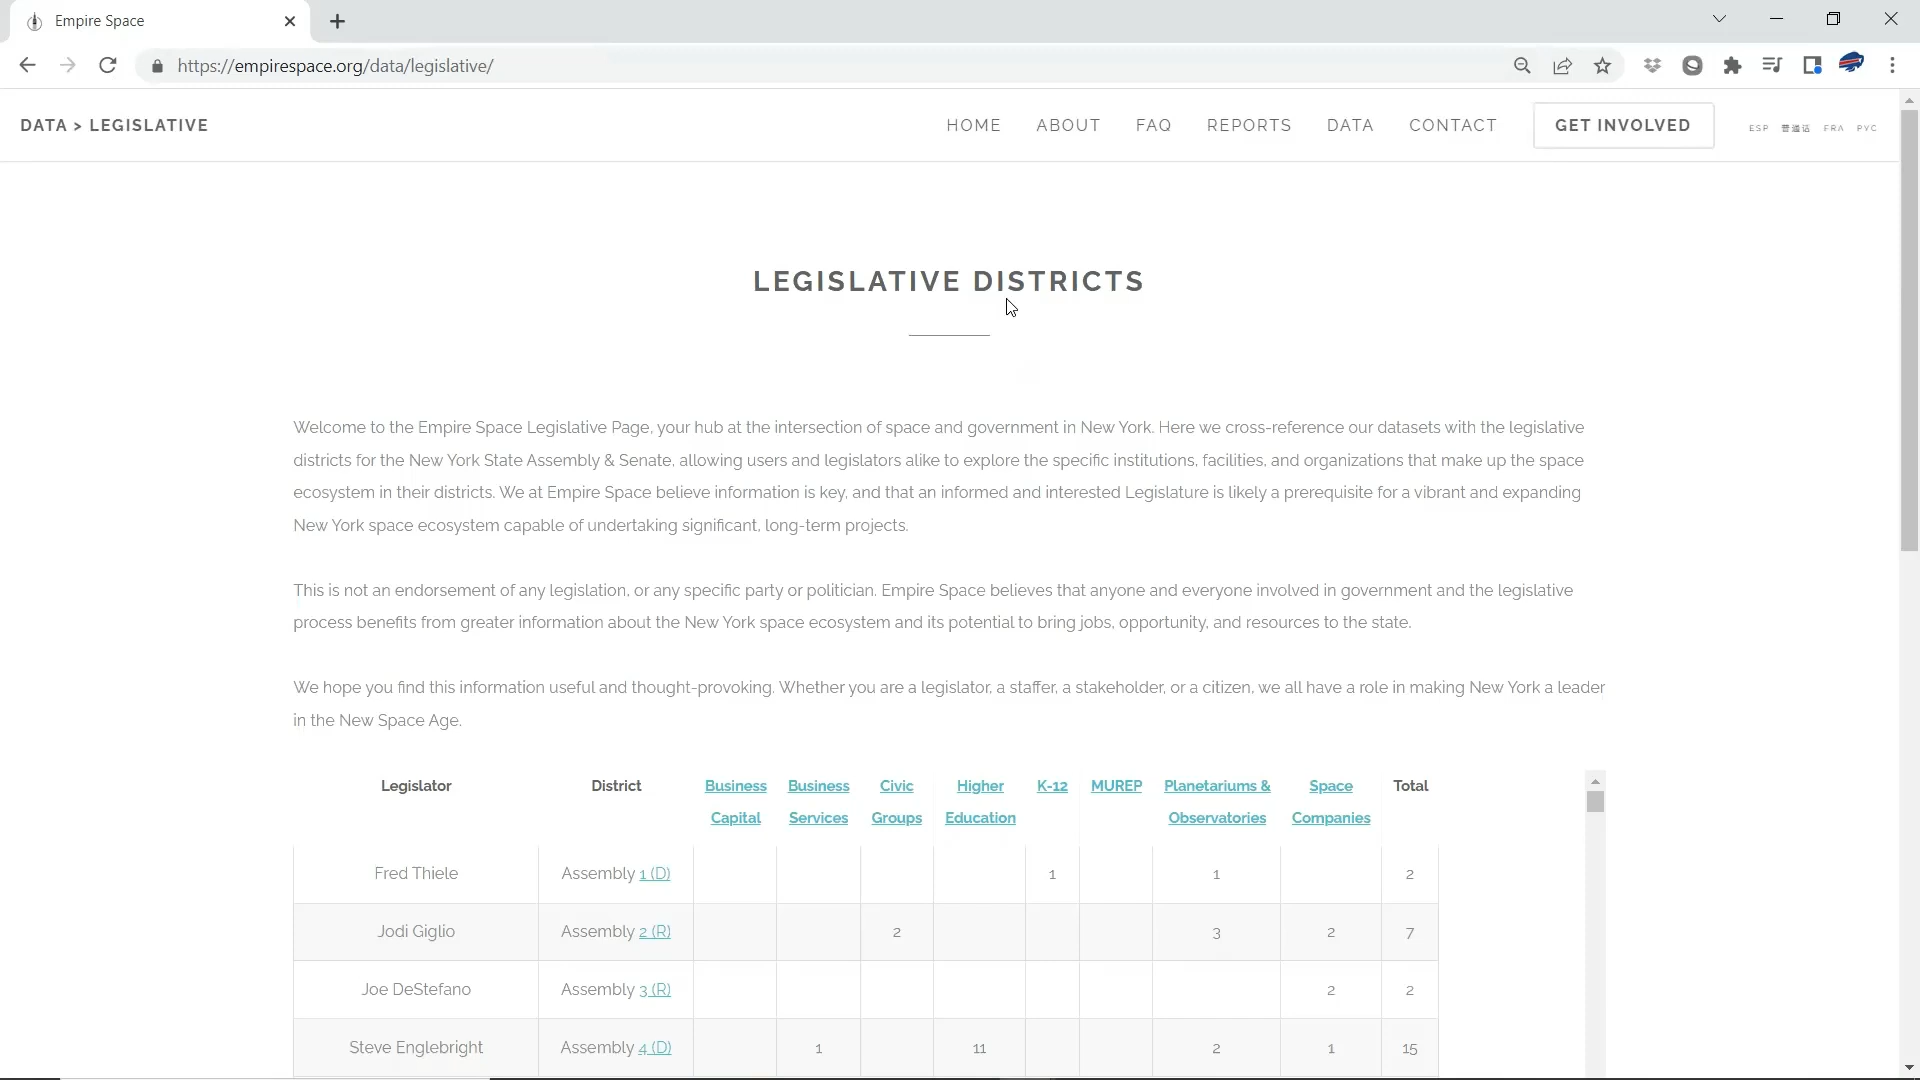 Empire Space
https://empirespace.org/data/legislative/
DATA > LEGISLATIVE
HOME ABOUT FAQ REPORTS DATA CONTACT GET INVOLVED ESP 普通话 FRA РУС
LEGISLATIVE DISTRICTS
Welcome to the Empire Space Legislative Page, your hub at the intersection of space and government in New York. Here we cross-reference our datasets with the legislative
districts for the New York State Assembly & Senate, allowing users and legislators alike to explore the specific institutions, facilities, and organizations that make up the space
ecosystem in their districts. We at Empire Space believe information is key, and that an informed and interested Legislature is likely a prerequisite for a vibrant and expanding
New York space ecosystem capable of undertaking significant, long-term projects.
This is not an endorsement of any legislation, or any specific party or politician. Empire Space believes that anyone and everyone involved in government and the legislative
process benefits from greater information about the New York space ecosystem and its potential to bring jobs, opportunity, and resources to the state.
We hope you find this information useful and thought-provoking. Whether you are a legislator, a staffer, a stakeholder, or a citizen, we all have a role in making New York a leader
in the New Space Age.
Legislator District Business Business Civic Higher K-12 MUREP Planetariums & Space Total
Capital Services Groups Education Observatories Companies
Fred Thiele Assembly 1 (D) 1 1 2
Jodi Giglio Assembly 2 (R) 2 3 2 7
Joe DeStefano Assembly 3 (R) 2 2
Steve Englebright Assembly 4 (D) 1 11 2 1 15